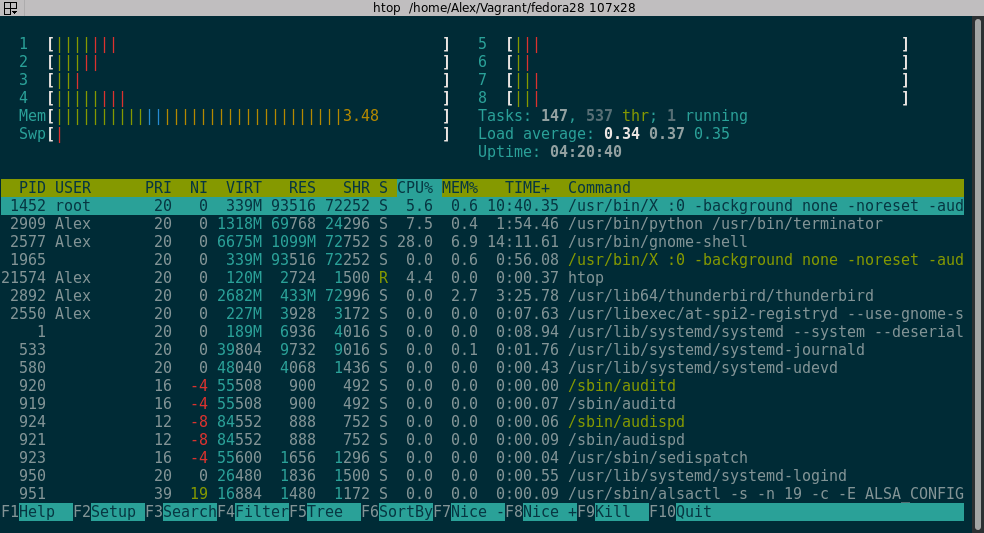 htop /home/Alex/Vagrant/fedora28 107x28
1 [||||||| ] 5 [||| ]
2 [||||| ] 6 [|| ]
3 [||| ] 7 [||| ]
4 [|||||||| ] 8 [||| ]
Mem[||||||||||||||||||||||||||||||||3.48 ] Tasks: 147, 537 thr; 1 running
Swp[| ] Load average: 0.34 0.37 0.35
Uptime: 04:20:40
PID USER PRI NI VIRT RES SHR S CPU% MEM% TIME+ Command
1452 root 20 0 339M 93516 72252 S 5.6 0.6 10:40.35 /usr/bin/X :0 -background none -noreset -aud
2909 Alex 20 0 1318M 69768 24296 S 7.5 0.4 1:54.46 /usr/bin/python /usr/bin/terminator
2577 Alex 20 0 6675M 1099M 72752 S 28.0 6.9 14:11.61 /usr/bin/gnome-shell
1965 20 0 339M 93516 72252 S 0.0 0.6 0:56.08 /usr/bin/X :0 -background none -noreset -aud
21574 Alex 20 0 120M 2724 1500 R 4.4 0.0 0:00.37 htop
2892 Alex 20 0 2682M 433M 72996 S 0.0 2.7 3:25.78 /usr/lib64/thunderbird/thunderbird
2550 Alex 20 0 227M 3928 3172 S 0.0 0.0 0:07.63 /usr/libexec/at-spi2-registryd --use-gnome-s
1 20 0 189M 6936 4016 S 0.0 0.0 0:08.94 /usr/lib/systemd/systemd --system --deserial
533 20 0 39804 9732 9016 S 0.0 0.1 0:01.76 /usr/lib/systemd/systemd-journald
580 20 0 48040 4068 1436 S 0.0 0.0 0:00.43 /usr/lib/systemd/systemd-udevd
920 16 -4 55508 900 492 S 0.0 0.0 0:00.00 /sbin/auditd
919 16 -4 55508 900 492 S 0.0 0.0 0:00.07 /sbin/auditd
924 12 -8 84552 888 752 S 0.0 0.0 0:00.06 /sbin/audispd
921 12 -8 84552 888 752 S 0.0 0.0 0:00.09 /sbin/audispd
923 16 -4 55600 1656 1296 S 0.0 0.0 0:00.04 /usr/sbin/sedispatch
950 20 0 26480 1836 1500 S 0.0 0.0 0:00.55 /usr/lib/systemd/systemd-logind
951 39 19 16884 1480 1172 S 0.0 0.0 0:00.09 /usr/sbin/alsactl -s -n 19 -c -E ALSA_CONFIG
F1Help F2Setup F3SearchF4FilterF5Tree F6SortByF7Nice -F8Nice +F9Kill F10Quit